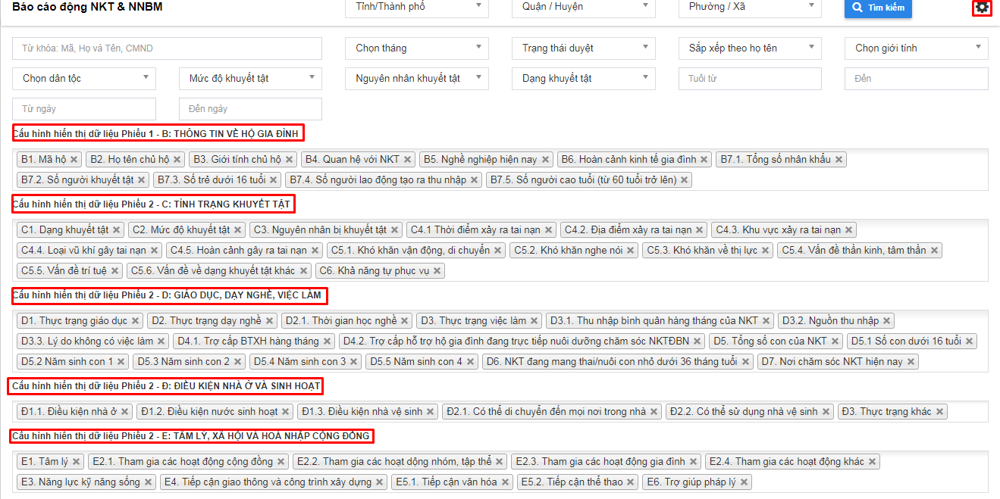 Báo cáo động NKT & NNBM Tỉnh/Thành phố Quận / Huyện Phường / Xã Tìm kiếm
Từ khóa: Mã, Họ và Tên, CMND Chọn tháng Trạng thái duyệt Sắp xếp theo họ tên Chọn giới tính
Chọn dân tộc Mức độ khuyết tật Nguyên nhân khuyết tật Dạng khuyết tật Tuổi từ Đến
Từ ngày Đến ngày
Cấu hình hiển thị dữ liệu Phiếu 1 - B: THÔNG TIN VỀ HỘ GIA ĐÌNH
B1. Mã hộ × B2. Họ tên chủ hộ × B3. Giới tính chủ hộ × B4. Quan hệ với NKT × B5. Nghề nghiệp hiện nay × B6. Hoàn cảnh kinh tế gia đình × B7.1. Tổng số nhân khẩu ×
B7.2. Số người khuyết tật × B7.3. Số trẻ dưới 16 tuổi × B7.4. Số người lao động tạo ra thu nhập × B7.5. Số người cao tuổi (từ 60 tuổi trở lên) ×
Cấu hình hiển thị dữ liệu Phiếu 2 - C: TÌNH TRẠNG KHUYẾT TẬT
C1. Dạng khuyết tật × C2. Mức độ khuyết tật × C3. Nguyên nhân bị khuyết tật × C4.1 Thời điểm xảy ra tai nạn × C4.2. Địa điểm xảy ra tai nạn × C4.3. Khu vực xảy ra tai nạn ×
C4.4. Loại vũ khí gây tai nạn × C4.5. Hoàn cảnh gây ra tai nạn × C5.1. Khó khăn vận động, di chuyển × C5.2. Khó khăn nghe nói × C5.3. Khó khăn về thị lực × C5.4. Vấn đề thần kinh, tâm thần ×
C5.5. Vấn đề trí tuệ × C5.6. Vấn đề về dạng khuyết tật khác × C6. Khả năng tự phục vụ ×
Cấu hình hiển thị dữ liệu Phiếu 2 - D: GIÁO DỤC, DẠY NGHỀ, VIỆC LÀM
D1. Thực trạng giáo dục × D2. Thực trạng dạy nghề × D2.1. Thời gian học nghề × D3. Thực trạng việc làm × D3.1. Thu nhập bình quân hàng tháng của NKT × D3.2. Nguồn thu nhập ×
D3.3. Lý do không có việc làm × D4.1. Trợ cấp BTXH hàng tháng × D4.2. Trợ cấp hỗ trợ hộ gia đình đang trực tiếp nuôi dưỡng chăm sóc NKTĐBN × D5. Tổng số con của NKT × D5.1 Số con dưới 16 tuổi ×
D5.2 Năm sinh con 1 × D5.3 Năm sinh con 2 × D5.4 Năm sinh con 3 × D5.5 Năm sinh con 4 × D6. NKT đang mang thai/nuôi con nhỏ dưới 36 tháng tuổi × D7. Nơi chăm sóc NKT hiện nay ×
Cấu hình hiển thị dữ liệu Phiếu 2 - Đ: ĐIỀU KIỆN NHÀ Ở VÀ SINH HOẠT
Đ1.1. Điều kiện nhà ở × Đ1.2. Điều kiện nước sinh hoạt × Đ1.3. Điều kiện nhà vệ sinh × Đ2.1. Có thể di chuyển đến mọi nơi trong nhà × Đ2.2. Có thể sử dụng nhà vệ sinh × Đ3. Thực trạng khác ×
Cấu hình hiển thị dữ liệu Phiếu 2 - E: TÂM LÝ, XÃ HỘI VÀ HOÀ NHẬP CỘNG ĐỒNG
E1. Tâm lý × E2.1. Tham gia các hoạt động cộng đồng × E2.2. Tham gia các hoạt dộng nhóm, tập thể × E2.3. Tham gia các hoạt động gia đình × E2.4. Tham gia các hoạt động khác ×
E3. Năng lực kỹ năng sống × E4. Tiếp cận giao thông và công trình xây dựng × E5.1. Tiếp cận văn hóa × E5.2. Tiếp cận thể thao × E6. Trợ giúp pháp lý ×